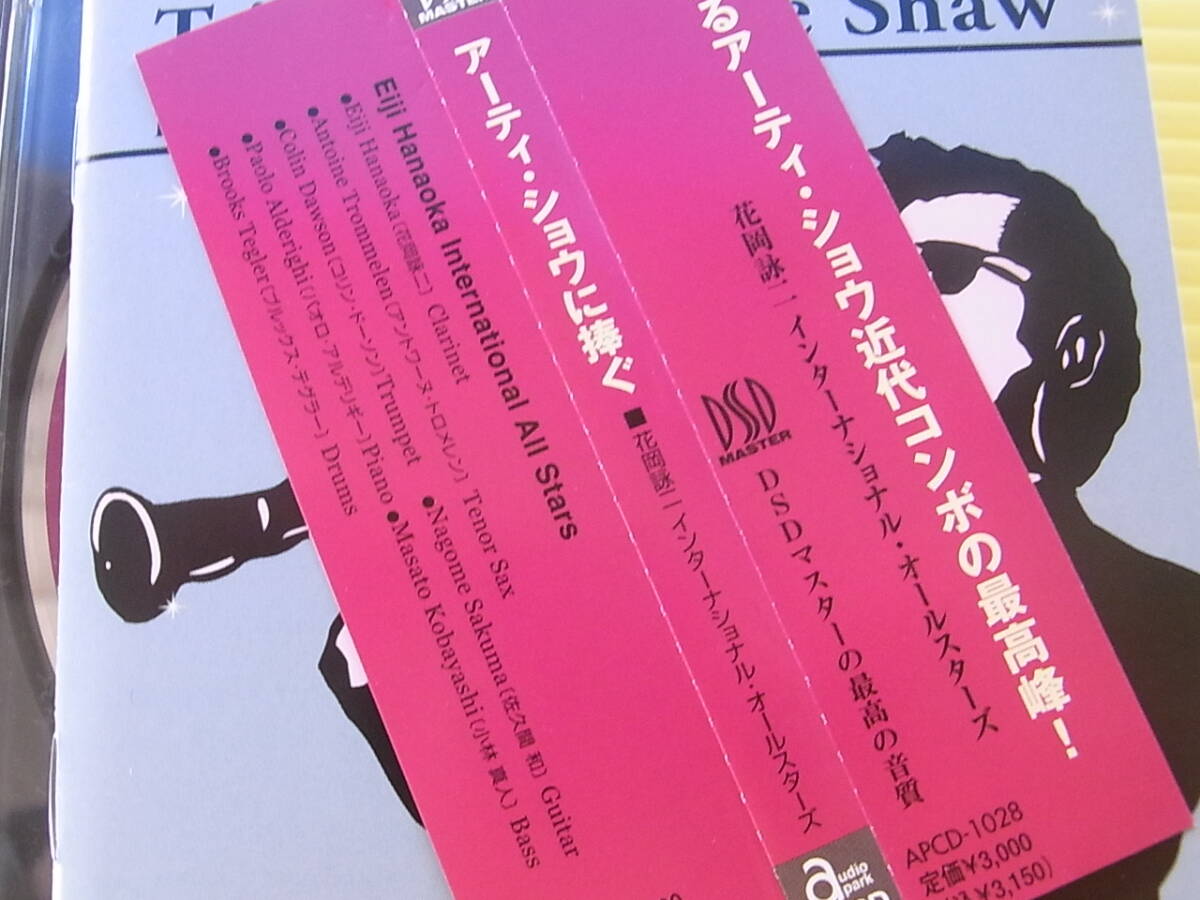 Shaw
MASTER
るアーティ・ショウ近代コンボの最高峰！
花岡詠二 インターナショナル・オールスターズ
DSD
MASTER
DSDマスターの最高の音質
APCD-1028
定価¥3,000
¥3,150)
アーティ・ショウに捧ぐ
■花岡詠二インターナショナル・オールスターズ
audio
park
Eiji Hanaoka International All Stars
●Eiji Hanaoka〔花岡詠二〕 Clarinet
●Antoine Trommelen〔アントワーヌ・トロメレン〕 Tenor Sax
●Colin Dawson〔コリン・ドーソン〕Trumpet ●Nagome Sakuma〔佐久間 和〕 Guitar
●Paolo Alderighi〔パオロ・アルデリギー〕Piano ●Masato Kobayashi〔小林 真人〕 Bass
●Brooks Tegler〔ブルックス・テグラー〕 Drums